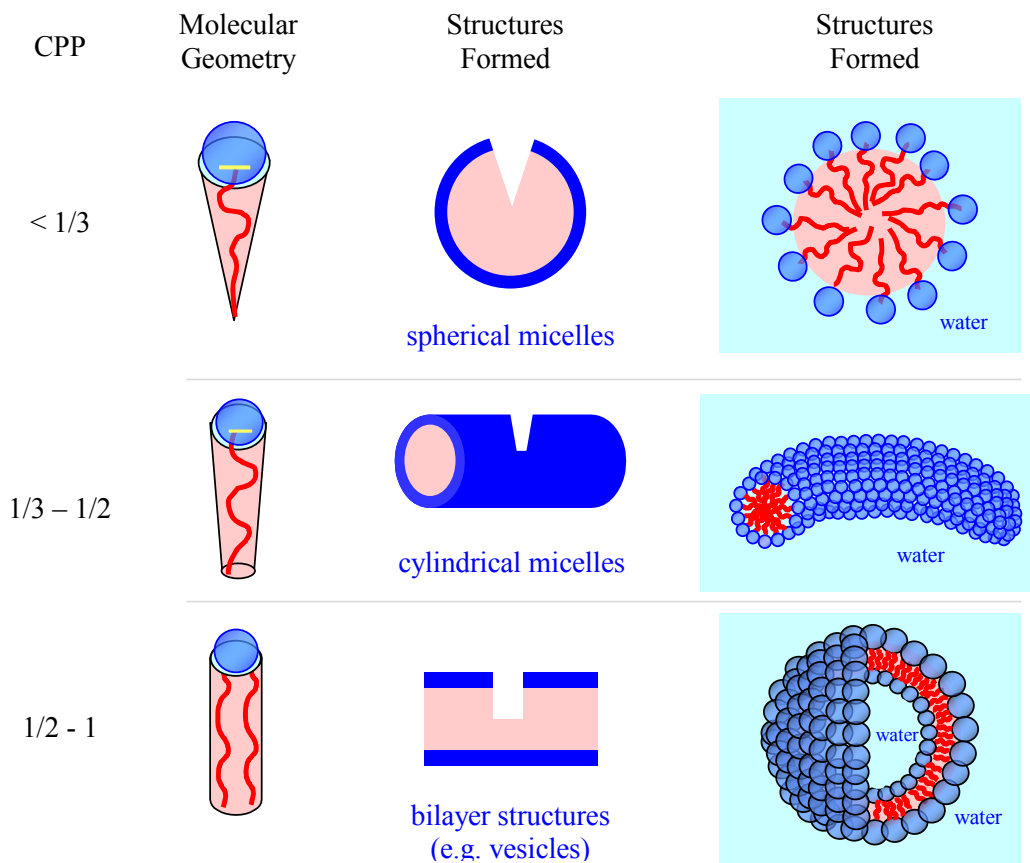 CPP
Molecular
Geometry
Structures
Formed
Structures
Formed
< 1/3
spherical micelles
water
1/3 – 1/2
cylindrical micelles
water
1/2 - 1
bilayer structures
(e.g. vesicles)
water
water